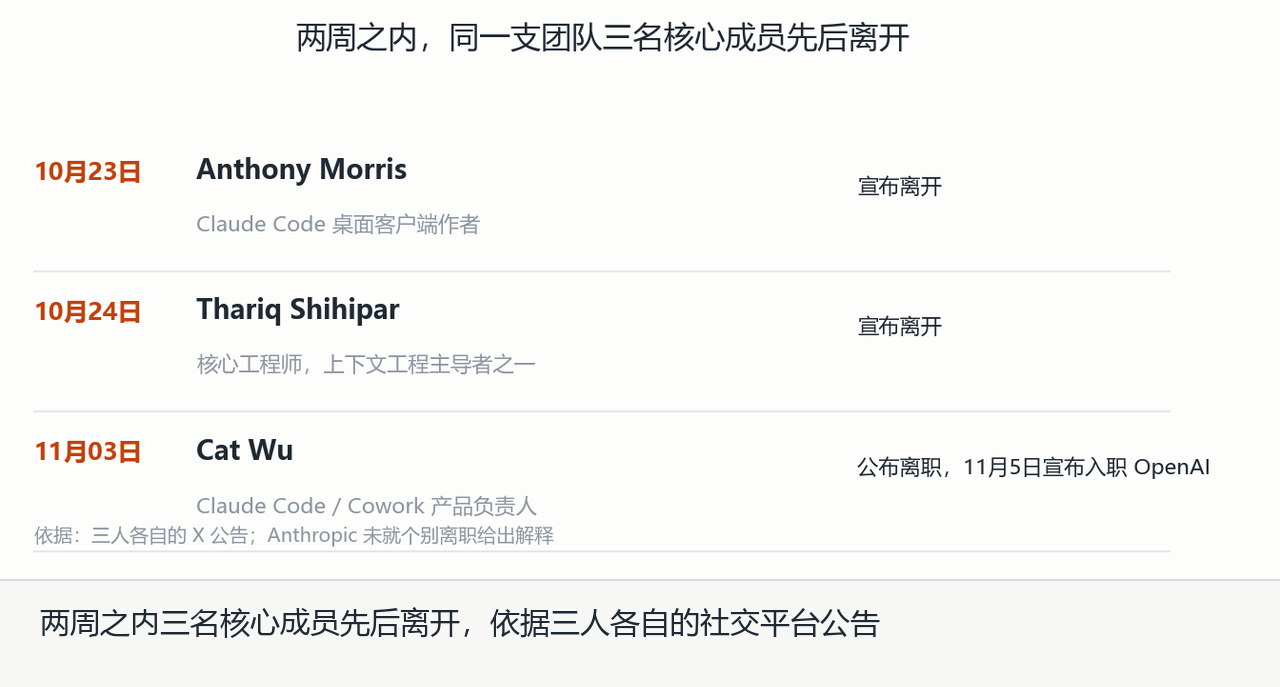 两周之内，同一支团队三名核心成员先后离开
10月23日
Anthony Morris
宣布离开
Claude Code 桌面客户端作者
10月24日
Thariq Shihipar
宣布离开
核心工程师，上下文工程主导者之一
11月03日
Cat Wu
公布离职，11月5日宣布入职 OpenAI
Claude Code / Cowork 产品负责人
依据：三人各自的 X 公告；Anthropic 未就个别离职给出解释
两周之内三名核心成员先后离开，依据三人各自的社交平台公告